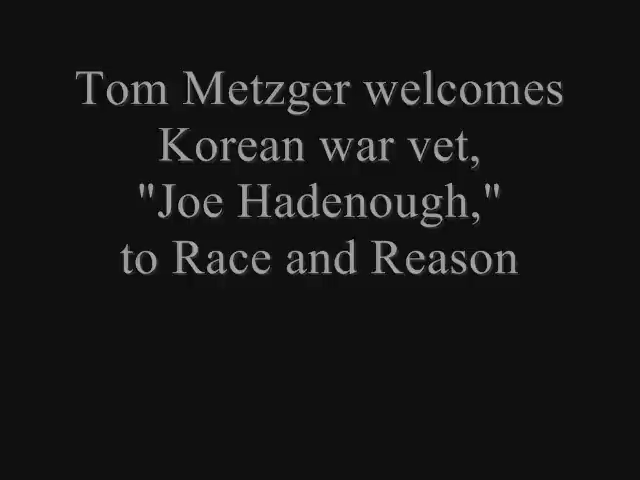 Tom Metzger welcomes
Korean war vet,
"Joe Hadenough,"
to Race and Reason